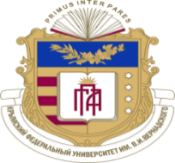 PRIMUS INTER PARES
КРЫМСКИЙ ФЕДЕРАЛЬНЫЙ УНИВЕРСИТЕТ ИМ. В.И. ВЕРНАДСКОГО